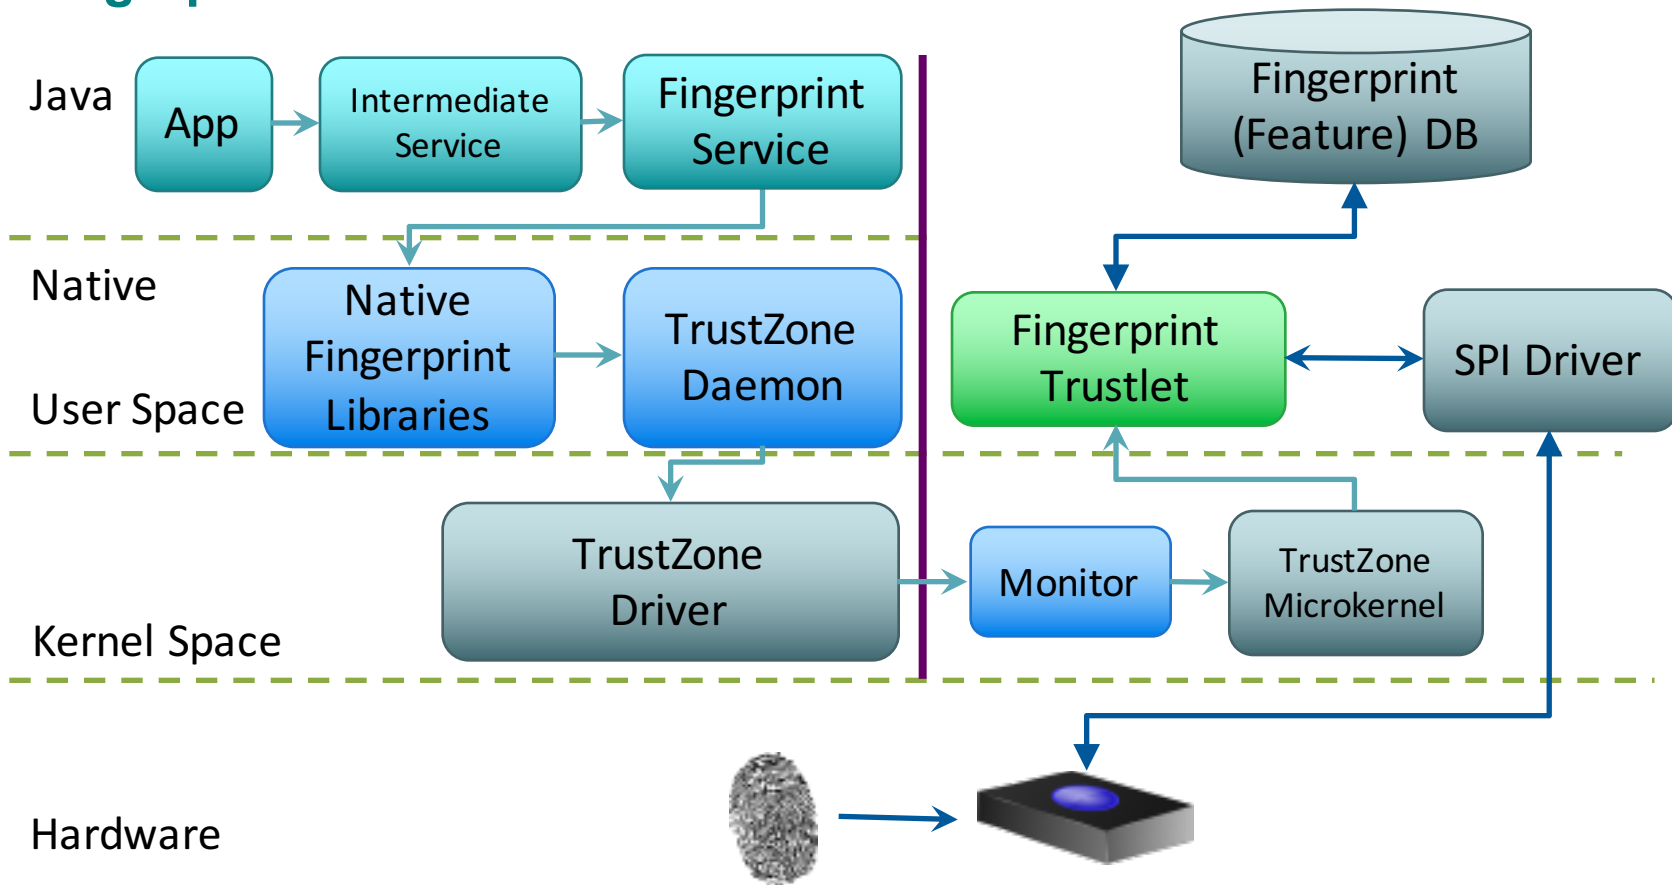 Java
App
Intermediate
Service
Fingerprint
Service
Fingerprint
(Feature) DB
Native
User Space
Native
Fingerprint
Libraries
TrustZone
Daemon
Fingerprint
Trustlet
SPI Driver
Kernel Space
TrustZone
Driver
Monitor
TrustZone
Microkernel
Hardware